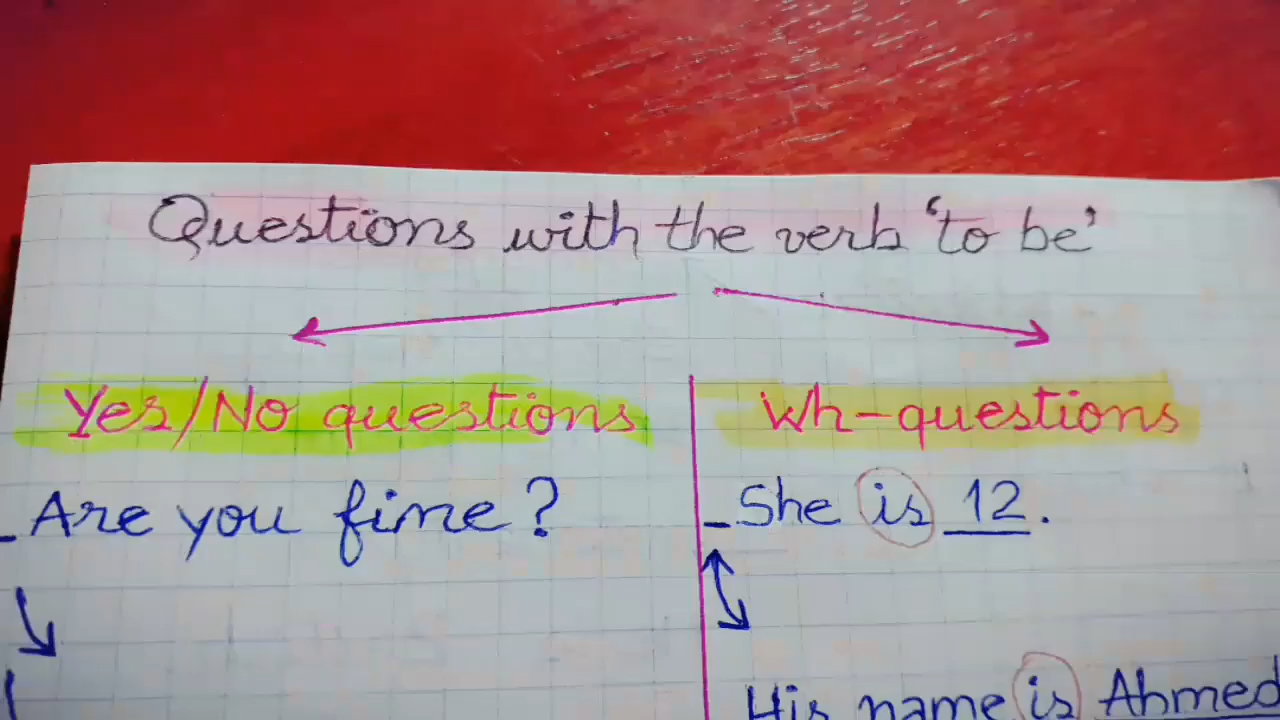 Questions with the verb 'to be'
Yes/No questions
Wh-questions
- Are you fine?
- She is 12.
His name is Ahmed